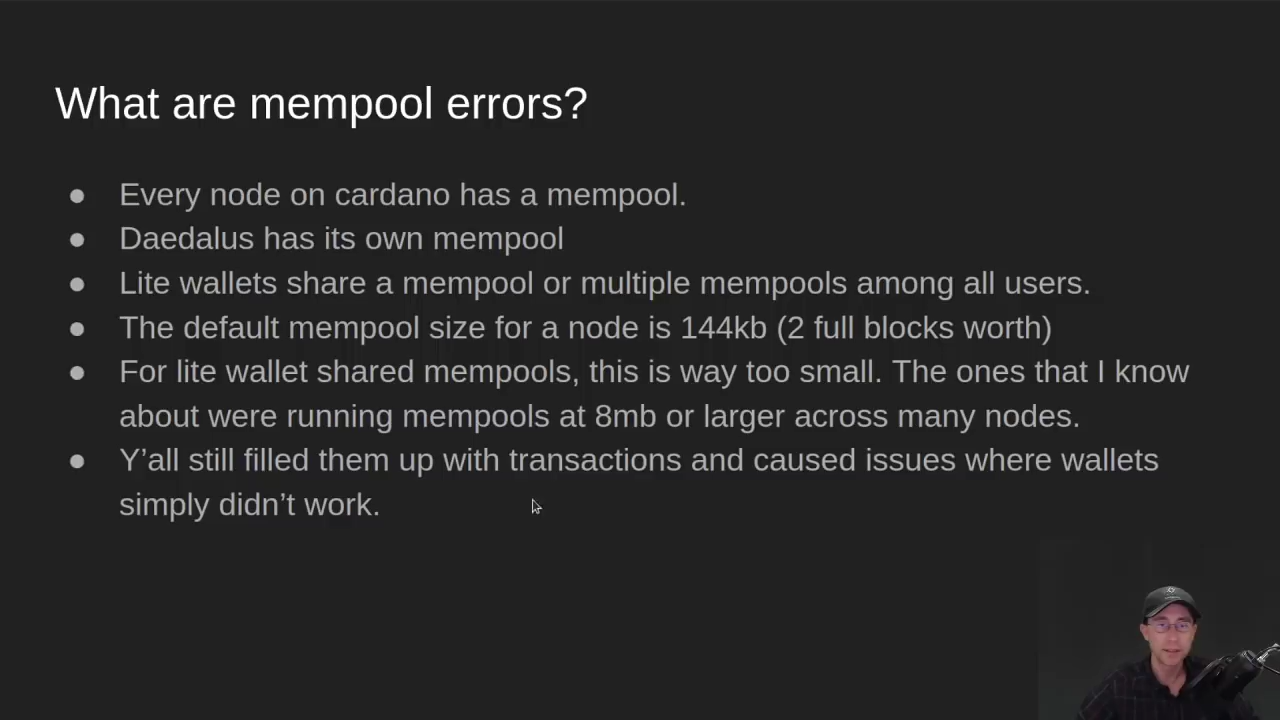 What are mempool errors?
● Every node on cardano has a mempool.
● Daedalus has its own mempool
● Lite wallets share a mempool or multiple mempools among all users.
● The default mempool size for a node is 144kb (2 full blocks worth)
● For lite wallet shared mempools, this is way too small. The ones that I know
about were running mempools at 8mb or larger across many nodes.
● Y’all still filled them up with transactions and caused issues where wallets
simply didn’t work.